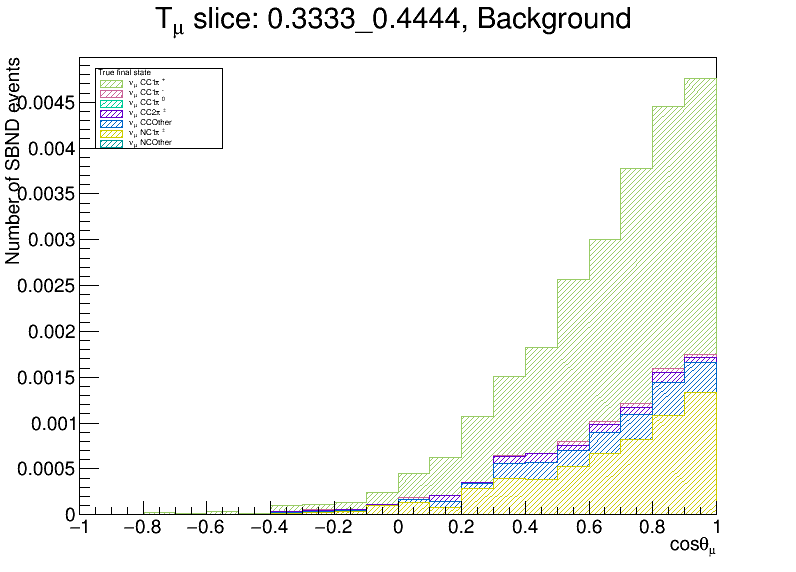 Tμ slice: 0.3333_0.4444, Background
Number of SBND events
True final state
νμ CC1π+
νμ CC1π-
νμ CC1π0
νμ CC2π±
νμ CCOther
νμ NC1π±
νμ NCOther
0.0045
0.004
0.0035
0.003
0.0025
0.002
0.0015
0.001
0.0005
0
−1 −0.8 −0.6 −0.4 −0.2 0 0.2 0.4 0.6 0.8 1
cosθμ